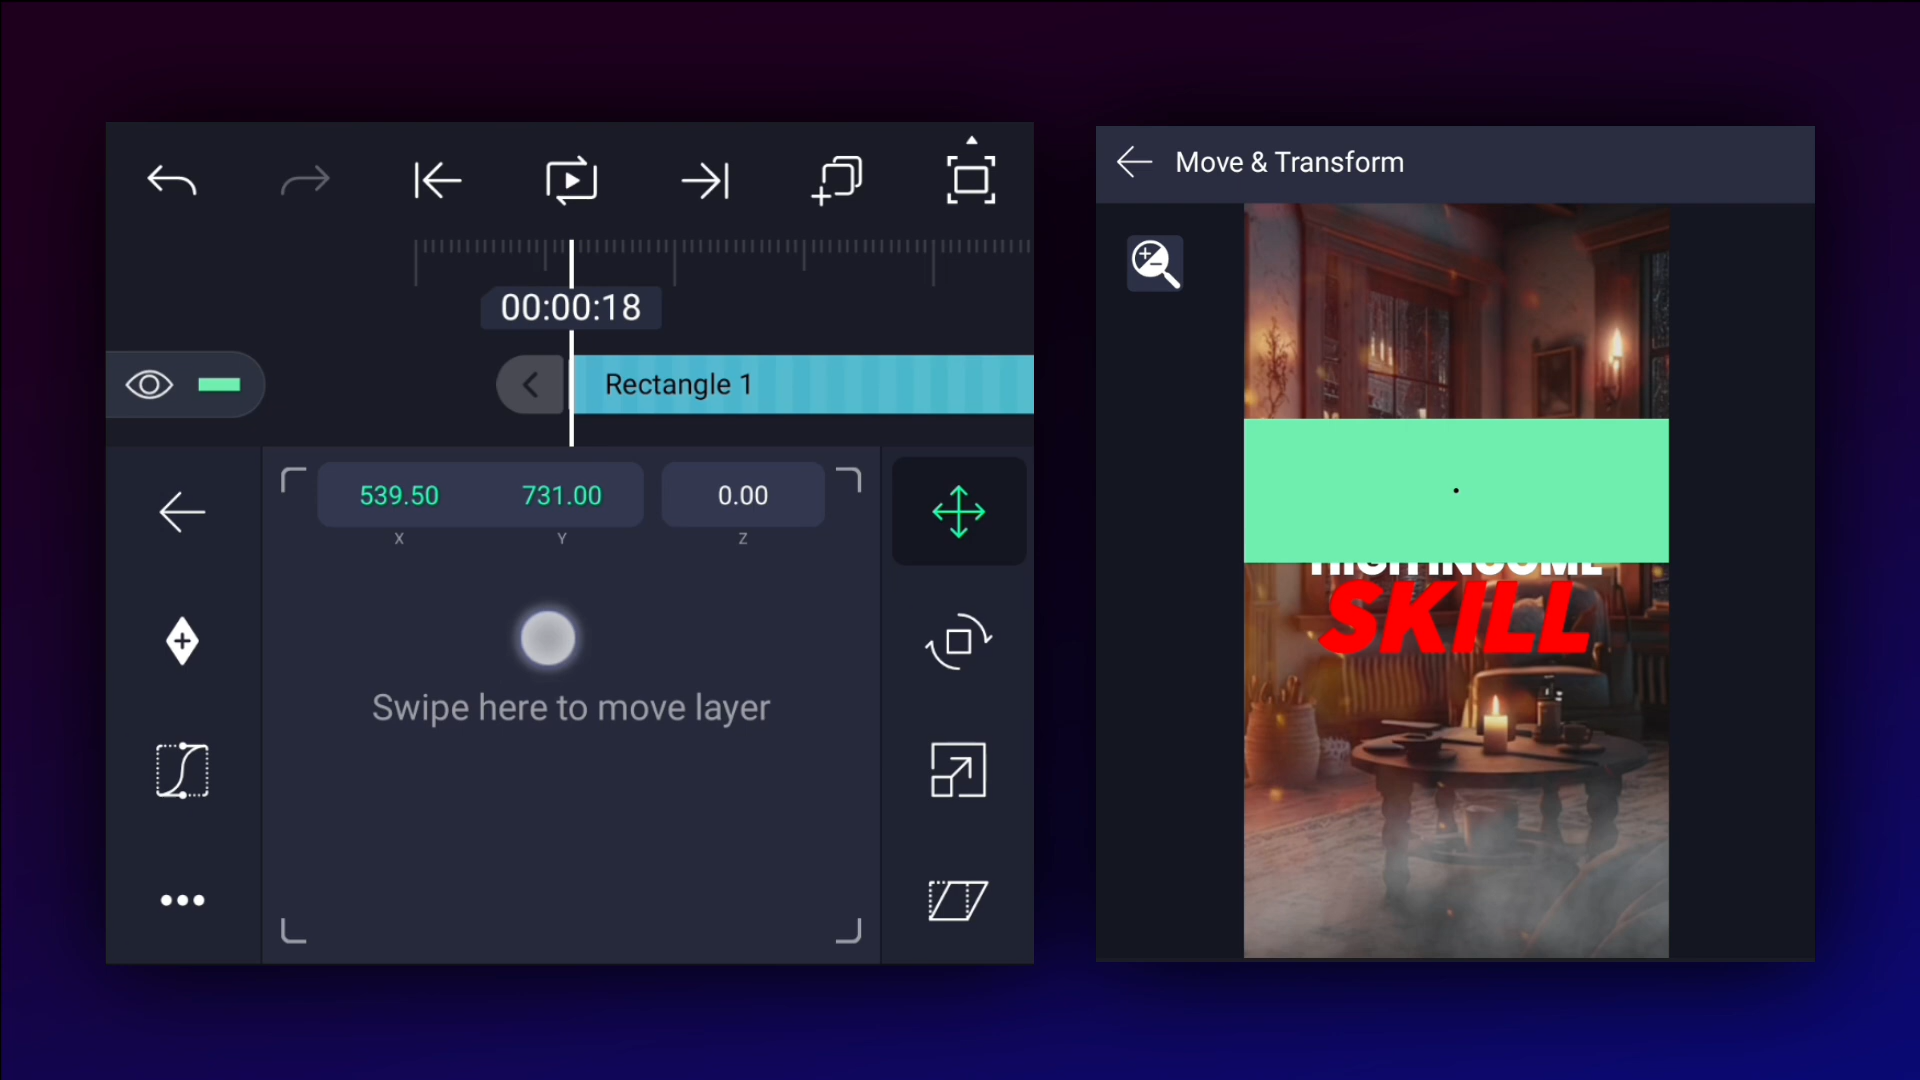 00:00:18
Rectangle 1
539.50 731.00 0.00
X Y Z
Swipe here to move layer
Move & Transform
SKILL